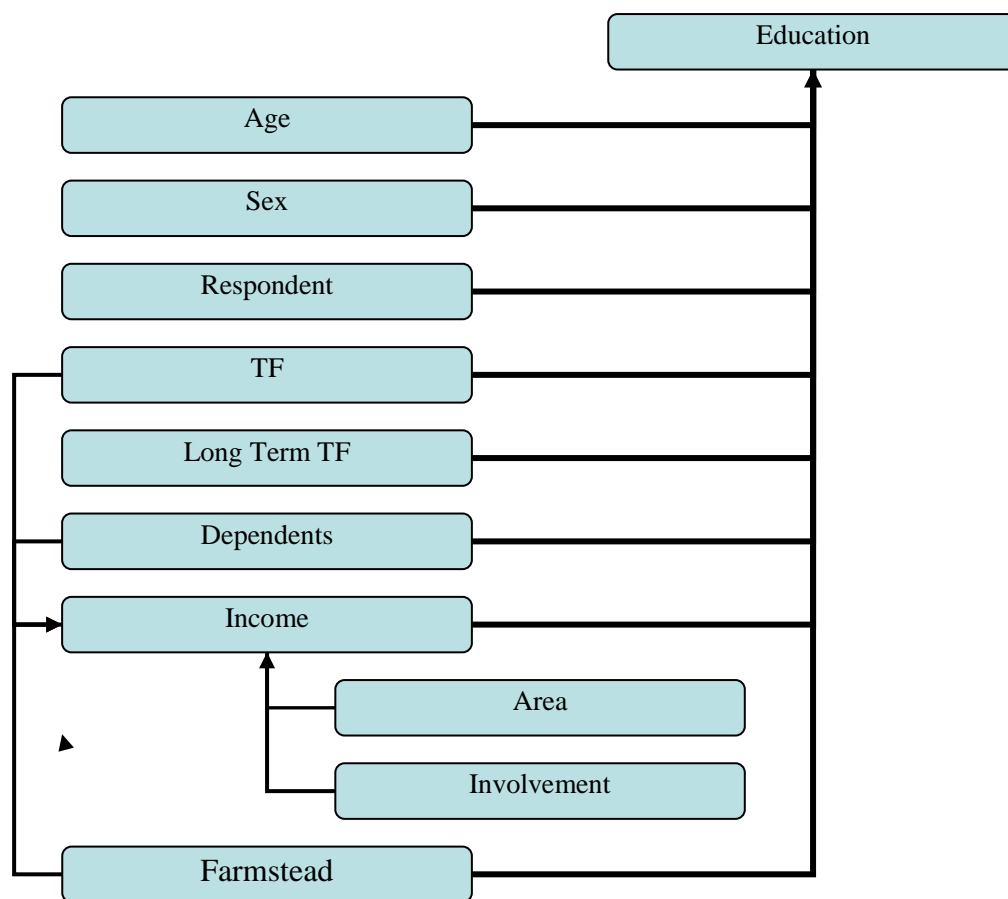 Education
Age
Sex
Respondent
TF
Long Term TF
Dependents
Income
Area
Involvement
Farmstead